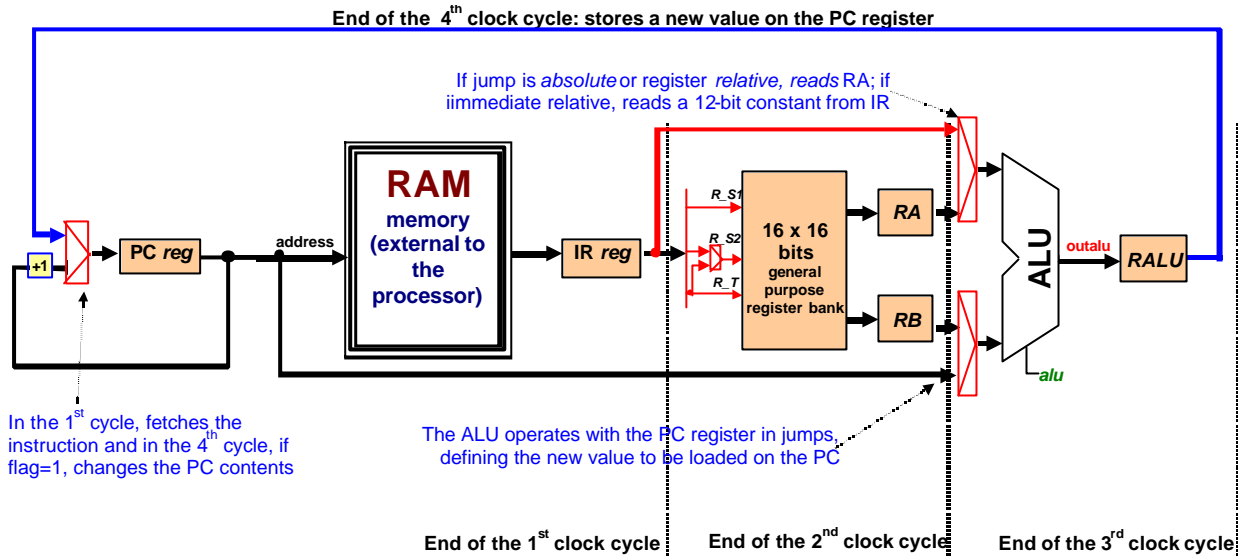 End of the 4th clock cycle: stores a new value on the PC register
If jump is absolute or register relative, reads RA; if
iimmediate relative, reads a 12-bit constant from IR
RAM
memory
(external to
the
processor)
address
+1
PC reg
IR reg
R_S1
R_S2
R_T
16 x 16
bits
general
purpose
register bank
RA
RB
ALU
outalu
RALU
alu
In the 1st cycle, fetches the
instruction and in the 4th cycle, if
flag=1, changes the PC contents
The ALU operates with the PC register in jumps,
defining the new value to be loaded on the PC
End of the 1st clock cycle
End of the 2nd clock cycle
End of the 3rd clock cycle